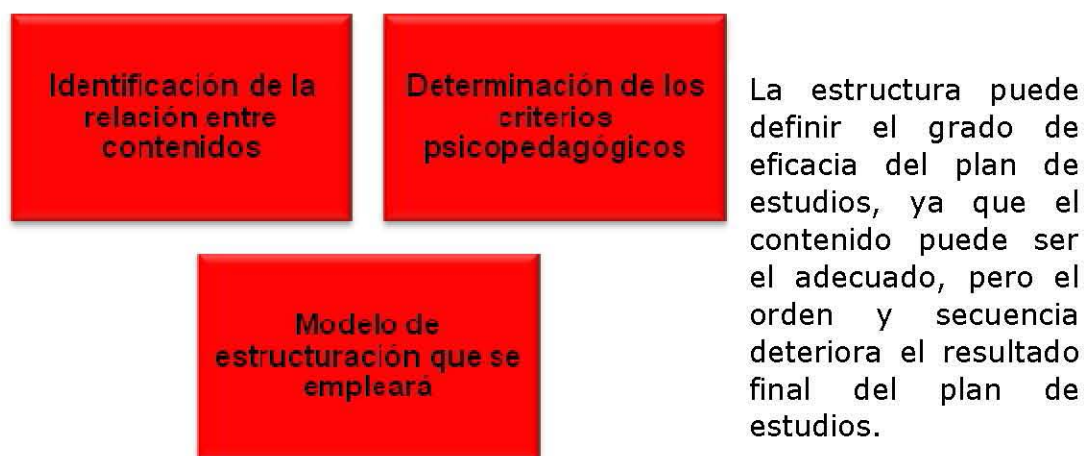 Identificación de la
relación entre
contenidos
Determinación de los
criterios
psicopedagógicos
Modelo de
estructuración que se
empleará
La estructura puede
definir el grado de
eficacia del plan de
estudios, ya que el
contenido puede ser
el adecuado, pero el
orden y secuencia
deteriora el resultado
final del plan de
estudios.